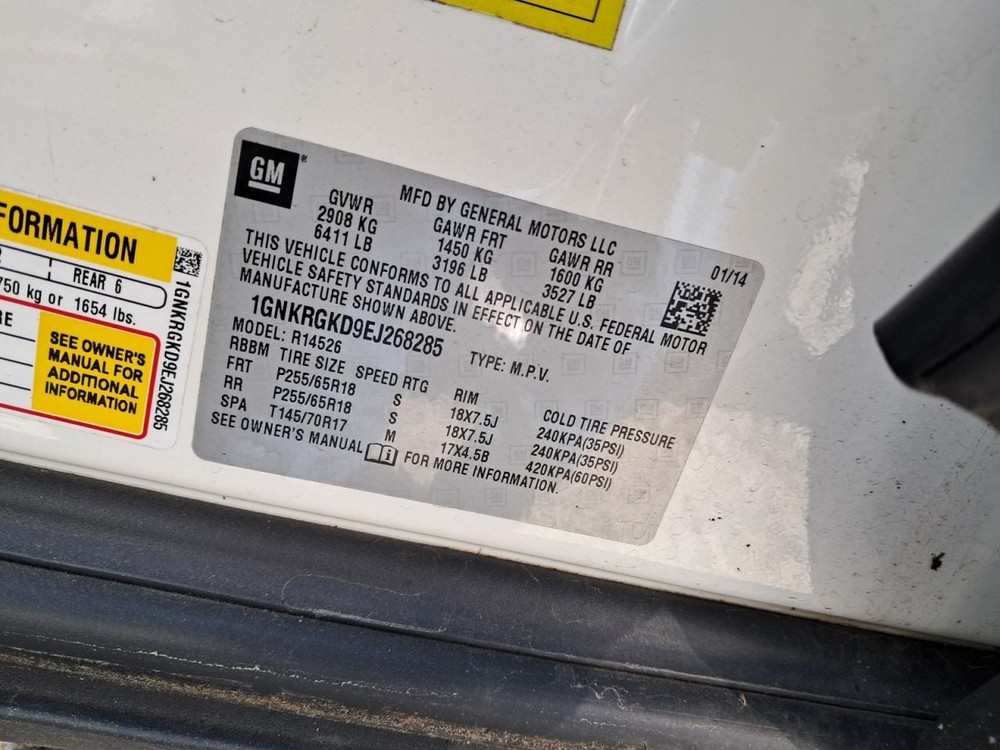 GM
MFD BY GENERAL MOTORS LLC
GVWR GAWR FRT GAWR RR 01/14
2908 KG 1450 KG 1600 KG
6411 LB 3196 LB 3527 LB
THIS VEHICLE CONFORMS TO ALL APPLICABLE U.S. FEDERAL MOTOR
VEHICLE SAFETY STANDARDS IN EFFECT ON THE DATE OF
MANUFACTURE SHOWN ABOVE.
1GNKRGKD9EJ268285 TYPE: M.P.V.
MODEL: R14526
RBBM TIRE SIZE SPEED RTG RIM COLD TIRE PRESSURE
FRT P255/65R18 S 18X7.5J 240KPA(35PSI)
RR P255/65R18 S 18X7.5J 240KPA(35PSI)
SPA T145/70R17 M 17X4.5B 420KPA(60PSI)
SEE OWNER'S MANUAL FOR MORE INFORMATION.
FORMATION
REAR 6
750 kg or 1654 lbs.
RE
SEE OWNER'S
MANUAL FOR
ADDITIONAL
INFORMATION
1GNKRGKD9EJ268285